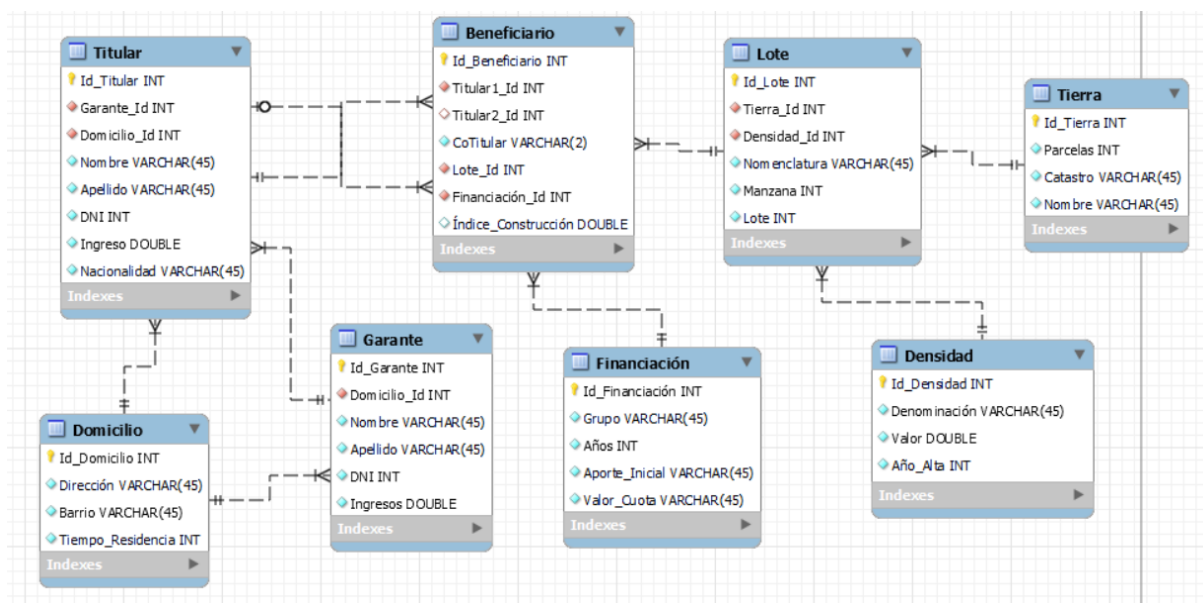 Titular
Id_Titular INT
Garante_Id INT
Domicilio_Id INT
Nombre VARCHAR(45)
Apellido VARCHAR(45)
DNI INT
Ingreso DOUBLE
Nacionalidad VARCHAR(45)
Indexes
Beneficiario
Id_Beneficiario INT
Titular1_Id INT
Titular2_Id INT
CoTitular VARCHAR(2)
Lote_Id INT
Financiación_Id INT
Índice_Construcción DOUBLE
Indexes
Lote
Id_Lote INT
Tierra_Id INT
Densidad_Id INT
Nomenclatura VARCHAR(45)
Manzana INT
Lote INT
Indexes
Tierra
Id_Tierra INT
Parcelas INT
Catastro VARCHAR(45)
Nombre VARCHAR(45)
Indexes
Domicilio
Id_Domicilio INT
Dirección VARCHAR(45)
Barrio VARCHAR(45)
Tiempo_Residencia INT
Indexes
Garante
Id_Garante INT
Domicilio_Id INT
Nombre VARCHAR(45)
Apellido VARCHAR(45)
DNI INT
Ingresos DOUBLE
Indexes
Financiación
Id_Financiación INT
Grupo VARCHAR(45)
Años INT
Aporte_Inicial VARCHAR(45)
Valor_Cuota VARCHAR(45)
Indexes
Densidad
Id_Densidad INT
Denominación VARCHAR(45)
Valor DOUBLE
Año_Alta INT
Indexes